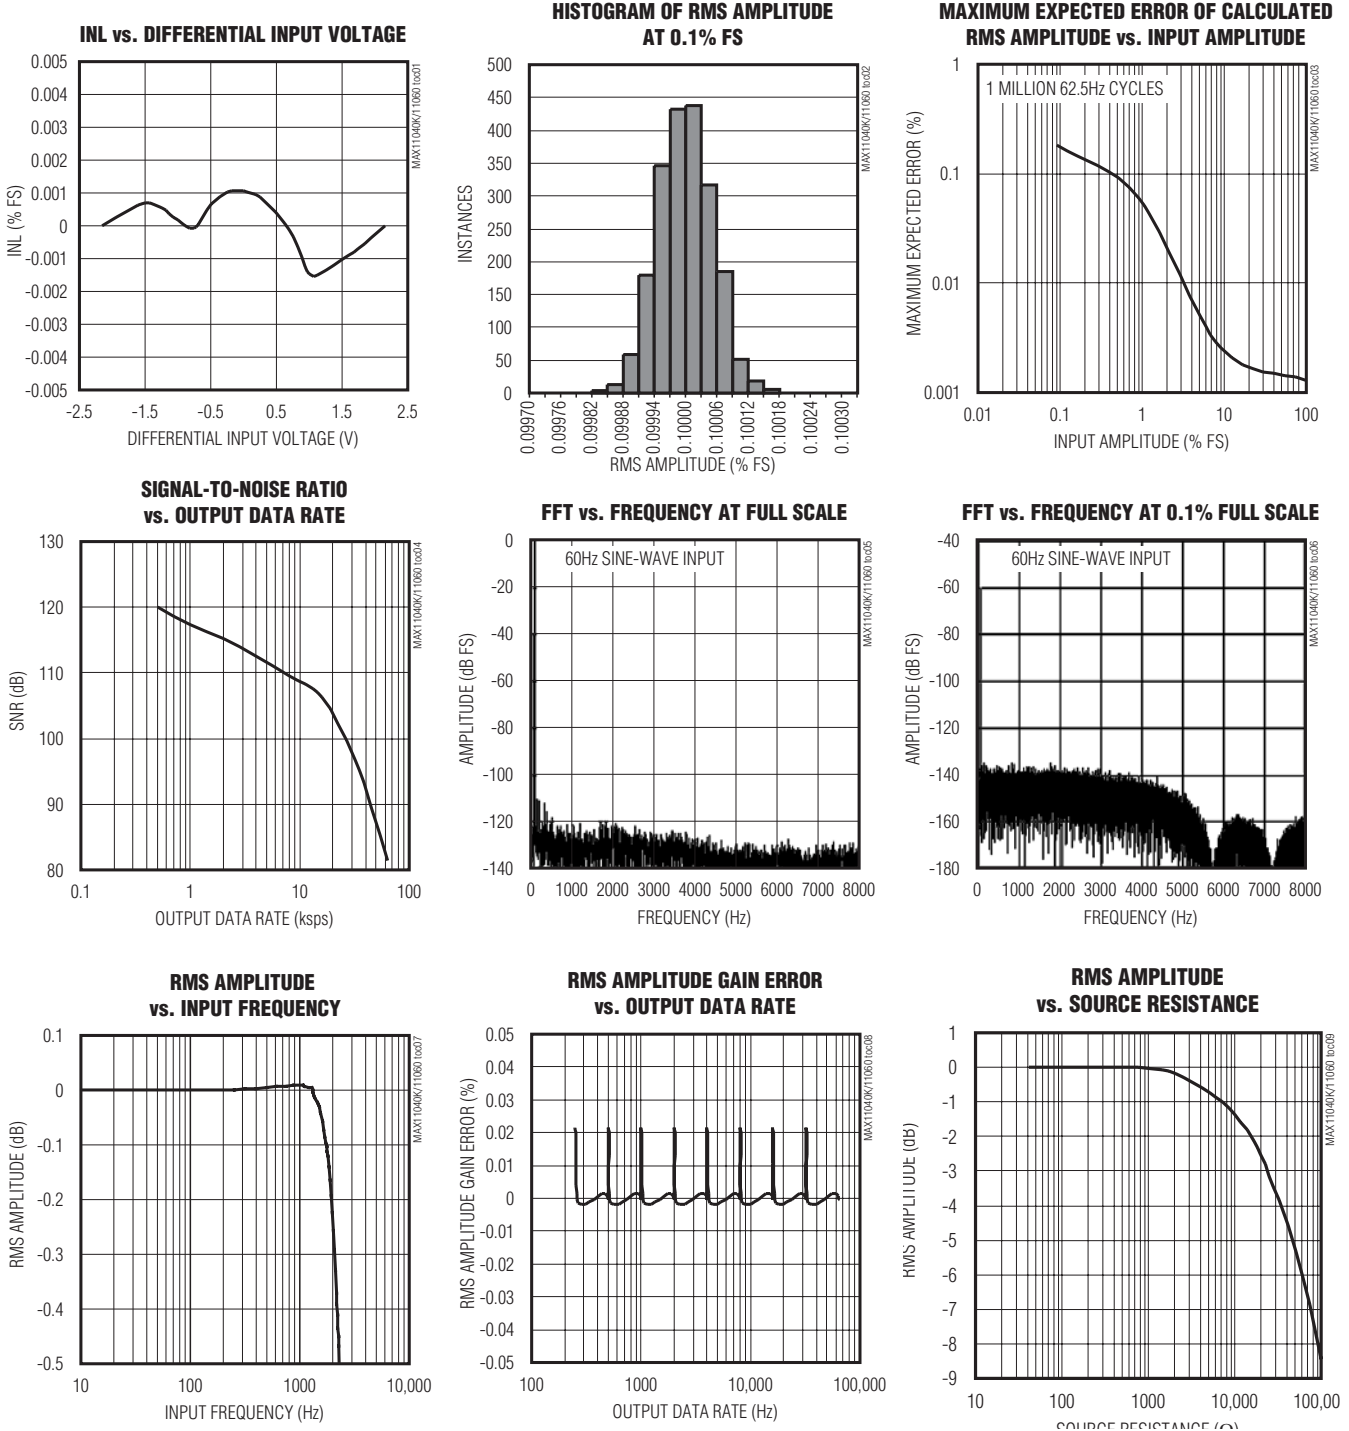 INL vs. DIFFERENTIAL INPUT VOLTAGE
0.005
0.004
0.003
0.002
0.001
0
-0.001
-0.002
-0.003
-0.004
-0.005
INL (% FS)
-2.5 -1.5 -0.5 0.5 1.5 2.5
DIFFERENTIAL INPUT VOLTAGE (V)
MAX11040K/11060 toc01
HISTOGRAM OF RMS AMPLITUDE
AT 0.1% FS
500
450
400
350
300
250
200
150
100
50
0
INSTANCES
0.09970 0.09976 0.09982 0.09988 0.09994 0.10000 0.10006 0.10012 0.10018 0.10024 0.10030
RMS AMPLITUDE (% FS)
MAX11040K/11060 toc02
MAXIMUM EXPECTED ERROR OF CALCULATED
RMS AMPLITUDE vs. INPUT AMPLITUDE
1 MILLION 62.5Hz CYCLES
1
0.1
0.01
0.001
MAXIMUM EXPECTED ERROR (%)
0.01 0.1 1 10 100
INPUT AMPLITUDE (% FS)
MAX11040K/11060 toc03
SIGNAL-TO-NOISE RATIO
vs. OUTPUT DATA RATE
130
120
110
100
90
80
SNR (dB)
0.1 1 10 100
OUTPUT DATA RATE (ksps)
MAX11040K/11060 toc04
FFT vs. FREQUENCY AT FULL SCALE
60Hz SINE-WAVE INPUT
0
-20
-40
-60
-80
-100
-120
-140
AMPLITUDE (dB FS)
0 1000 2000 3000 4000 5000 6000 7000 8000
FREQUENCY (Hz)
MAX11040K/11060 toc05
FFT vs. FREQUENCY AT 0.1% FULL SCALE
60Hz SINE-WAVE INPUT
-40
-60
-80
-100
-120
-140
-160
-180
AMPLITUDE (dB FS)
0 1000 2000 3000 4000 5000 6000 7000 8000
FREQUENCY (Hz)
MAX11040K/11060 toc06
RMS AMPLITUDE
vs. INPUT FREQUENCY
0.1
0
-0.1
-0.2
-0.3
-0.4
-0.5
RMS AMPLITUDE (dB)
10 100 1000 10,000
INPUT FREQUENCY (Hz)
MAX11040K/11060 toc07
RMS AMPLITUDE GAIN ERROR
vs. OUTPUT DATA RATE
0.05
0.04
0.03
0.02
0.01
0
-0.01
-0.02
-0.03
-0.04
-0.05
RMS AMPLITUDE GAIN ERROR (%)
100 1000 10,000 100,000
OUTPUT DATA RATE (Hz)
MAX11040K/11060 toc08
RMS AMPLITUDE
vs. SOURCE RESISTANCE
1
0
-1
-2
-3
-4
-5
-6
-7
-8
-9
RMS AMPLITUDE (dB)
10 100 1000 10,000 100,00
SOURCE RESISTANCE (Ω)
MAX11040K/11060 toc09